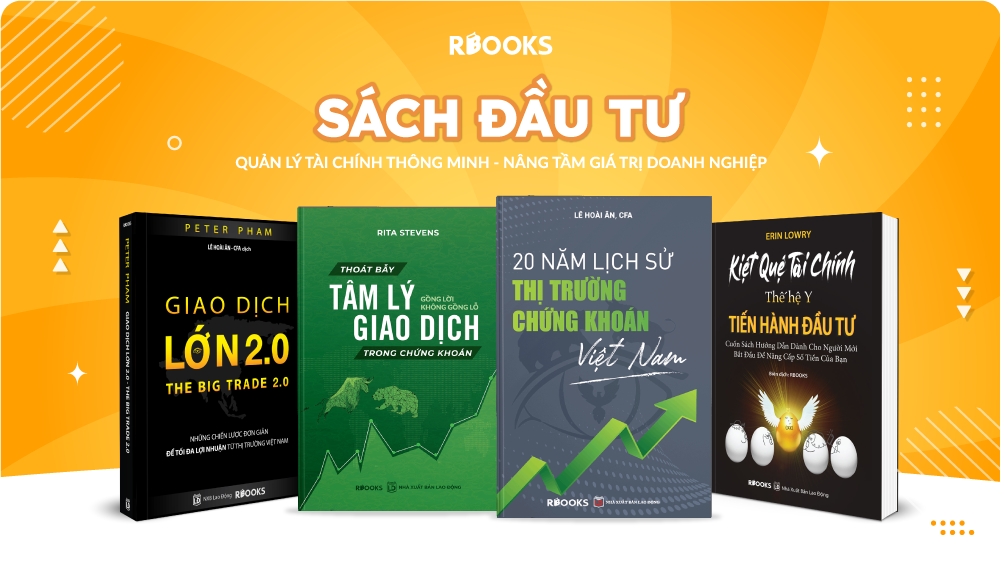 RBOOKS
SÁCH ĐẦU TƯ
QUẢN LÝ TÀI CHÍNH THÔNG MINH - NÂNG TẦM GIÁ TRỊ DOANH NGHIỆP
PETER PHAM GIAO DỊCH LỚN 2.0 - THE BIG TRADE 2.0
PETER PHAM
LÊ HOÀI ÂN, CFA dịch
GIAO DỊCH
LỚN 2.0
THE BIG TRADE 2.0
NHỮNG CHIẾN LƯỢC ĐƠN GIẢN
ĐỂ TỐI ĐA LỢI NHUẬN TỪ THỊ TRƯỜNG VIỆT NAM
NXB Lao Động RBOOKS
RITA STEVENS
THOÁT BẪY
TÂM LÝ
GỒNG LỜI
KHÔNG GỒNG LỖ
GIAO DỊCH
TRONG CHỨNG KHOÁN
RBOOKS NHÀ XUẤT BẢN LAO ĐỘNG
LÊ HOÀI ÂN, CFA
20 NĂM LỊCH SỬ
THỊ TRƯỜNG
CHỨNG KHOÁN
Việt Nam
RBOOKS NHÀ XUẤT BẢN LAO ĐỘNG
ERIN LOWRY
Kiệt Quệ Tài Chính
Thế hệ Y
TIẾN HÀNH ĐẦU TƯ
Cuốn Sách Hướng Dẫn Dành Cho Người Mới
Bắt Đầu Để Nâng Cấp Số Tiền Của Bạn
Biên dịch: RBOOKS
RBOOKS Nhà Xuất Bản Lao Động